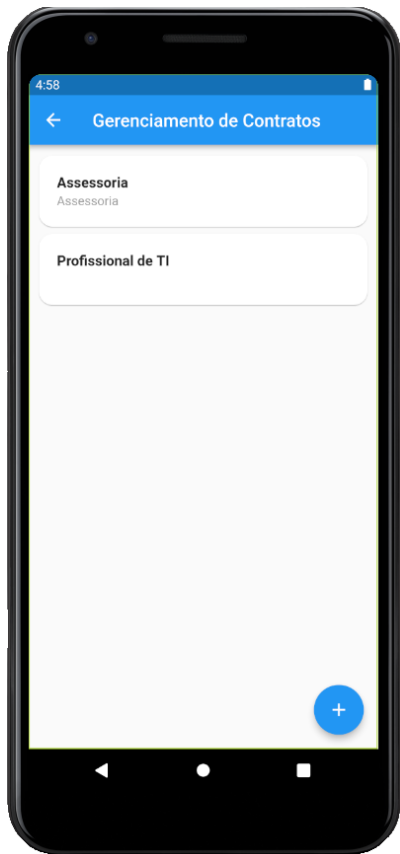 4:58
Gerenciamento de Contratos
Assessoria
Assessoria
Profissional de TI